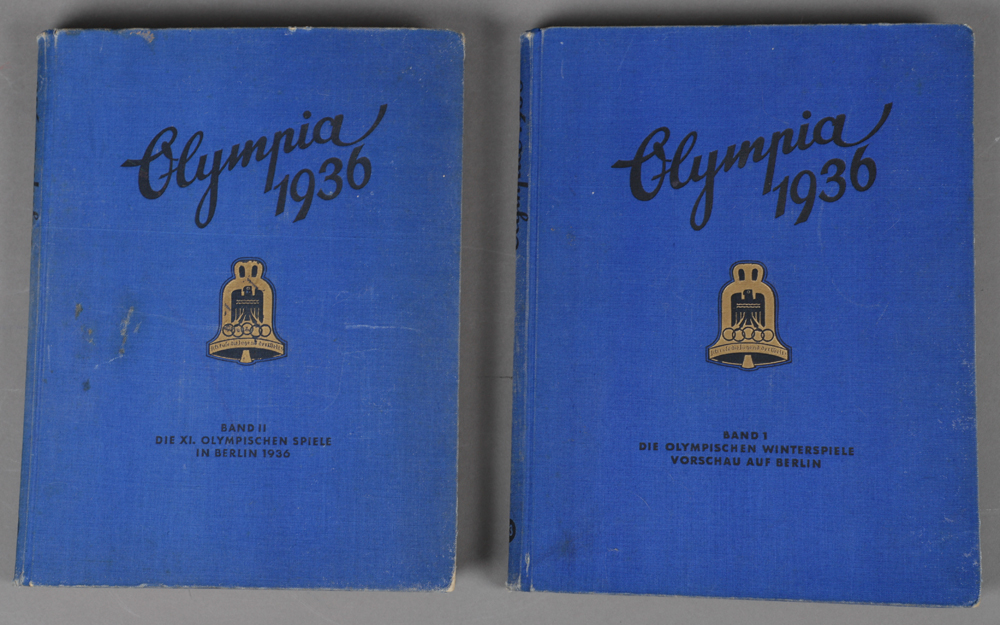 Olympia
1936
BAND II
DIE XI. OLYMPISCHEN SPIELE
IN BERLIN 1936
Olympia
1936
BAND 1
DIE OLYMPISCHEN WINTERSPIELE
VORSCHAU AUF BERLIN